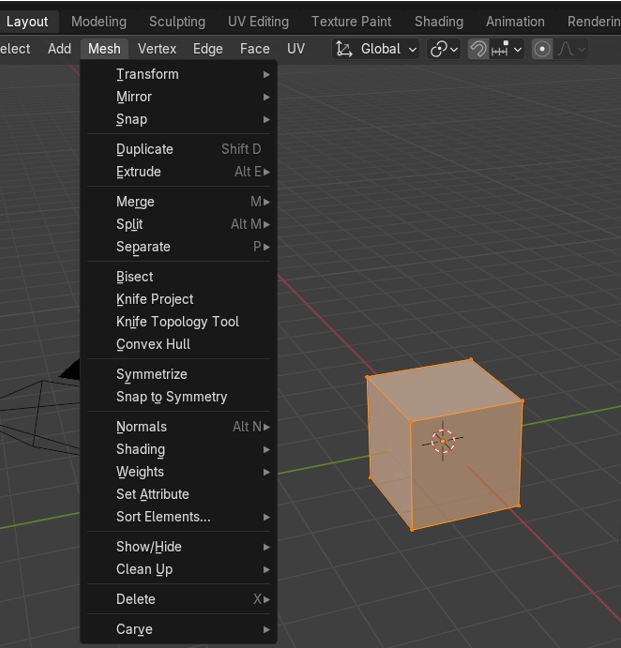 Layout Modeling Sculpting UV Editing Texture Paint Shading Animation Renderin
elect Add Mesh Vertex Edge Face UV Global
Transform
Mirror
Snap
Duplicate Shift D
Extrude Alt E
Merge M
Split Alt M
Separate P
Bisect
Knife Project
Knife Topology Tool
Convex Hull
Symmetrize
Snap to Symmetry
Normals Alt N
Shading
Weights
Set Attribute
Sort Elements...
Show/Hide
Clean Up
Delete X
Carve